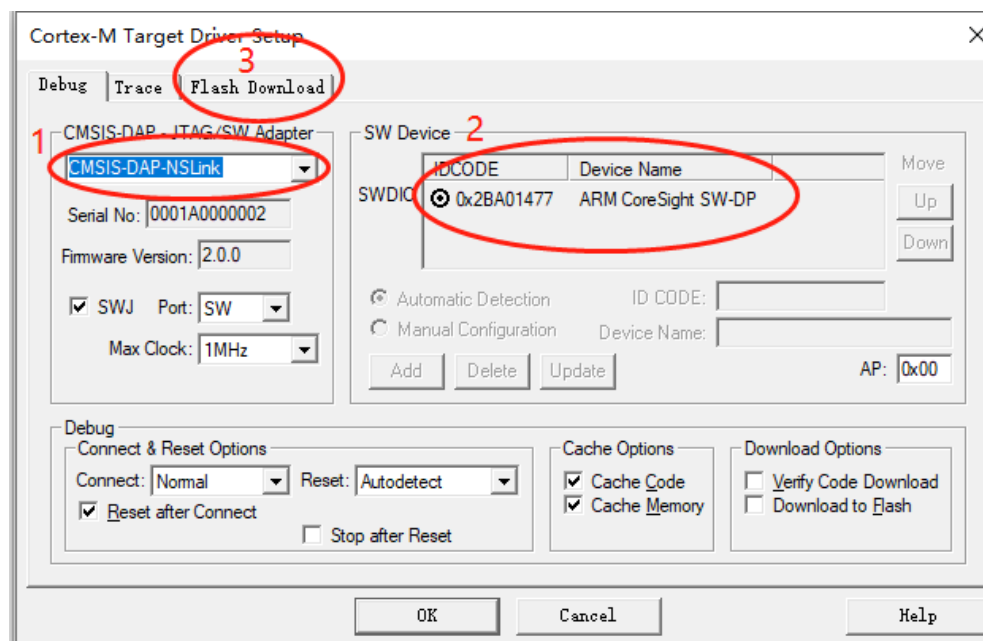 Cortex-M Target Driver Setup
3
Debug Trace Flash Download
1
CMSIS-DAP - JTAG/SW Adapter
CMSIS-DAP-NSLink
Serial No: 0001A0000002
Firmware Version: 2.0.0
SWJ Port: SW
Max Clock: 1MHz
SW Device
2
IDCODE Device Name
SWDIO 0x2BA01477 ARM CoreSight SW-DP
Move
Up
Down
Automatic Detection ID CODE:
Manual Configuration Device Name:
Add Delete Update AP: 0x00
Debug
Connect & Reset Options
Connect: Normal Reset: Autodetect
Reset after Connect
Stop after Reset
Cache Options
Cache Code
Cache Memory
Download Options
Verify Code Download
Download to Flash
OK Cancel Help